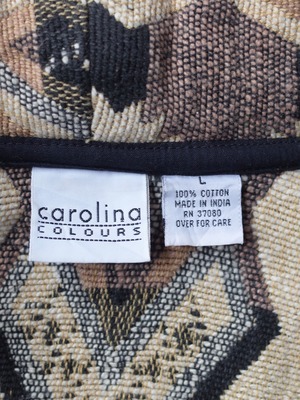 carolina
COLOURS
L
100% COTTON
MADE IN INDIA
RN 37080
OVER FOR CARE